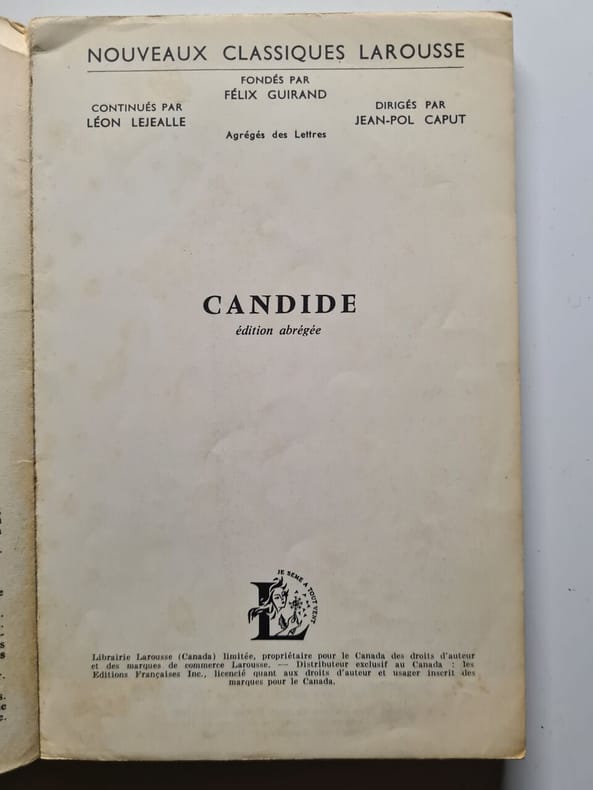 NOUVEAUX CLASSIQUES LAROUSSE
FONDÉS PAR
FÉLIX GUIRAND
CONTINUÉS PAR
LÉON LEJEALLE
DIRIGÉS PAR
JEAN-POL CAPUT
Agrégés des Lettres
CANDIDE
édition abrégée
JE SEME A TOUT VENT
Librairie Larousse (Canada) limitée, propriétaire pour le Canada des droits d'auteur
et des marques de commerce Larousse. — Distributeur exclusif au Canada : les
Editions Françaises Inc., licencié quant aux droits d'auteur et usager inscrit des
marques pour le Canada.